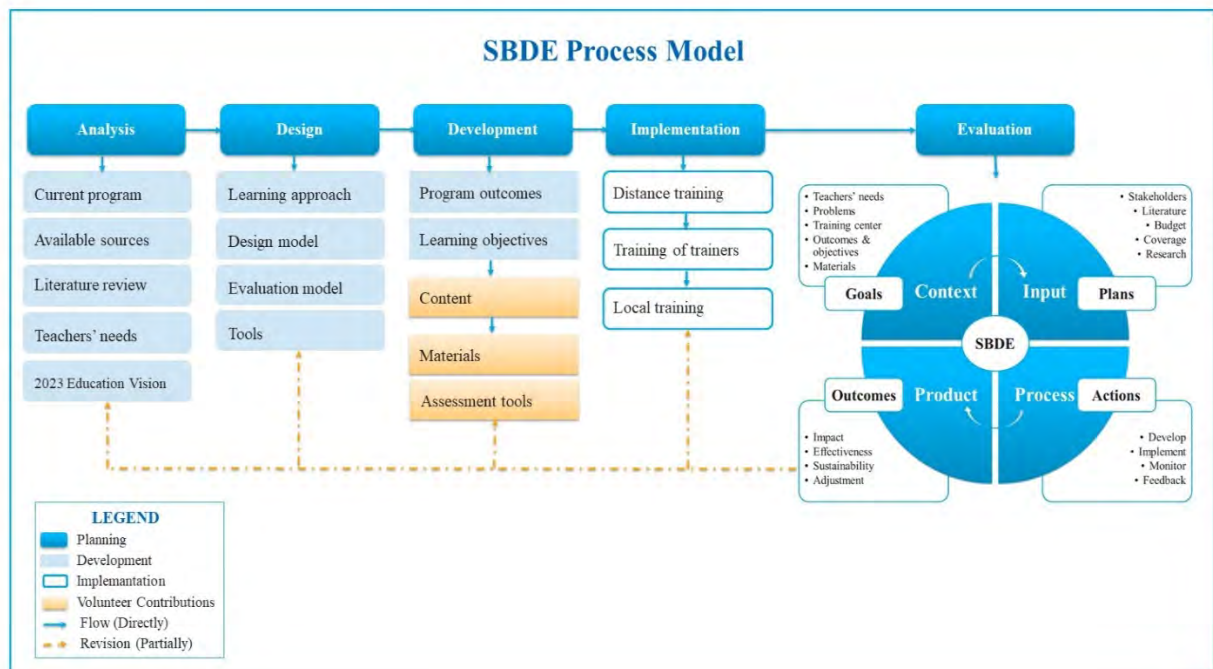 SBDE Process Model
Analysis
Design
Development
Implementation
Evaluation
Current program
Available sources
Literature review
Teachers' needs
2023 Education Vision
Learning approach
Design model
Evaluation model
Tools
Program outcomes
Learning objectives
Content
Materials
Assessment tools
Distance training
Training of trainers
Local training
• Teachers' needs
• Problems
• Training center
• Outcomes &
objectives
• Materials
Goals
Context
• Stakeholders
• Literature
• Budget
• Coverage
• Research
Input
Plans
SBDE
Outcomes
Product
• Impact
• Effectiveness
• Sustainability
• Adjustment
Process
Actions
• Develop
• Implement
• Monitor
• Feedback
LEGEND
Planning
Development
Implemantation
Volunteer Contributions
Flow (Directly)
Revision (Partially)